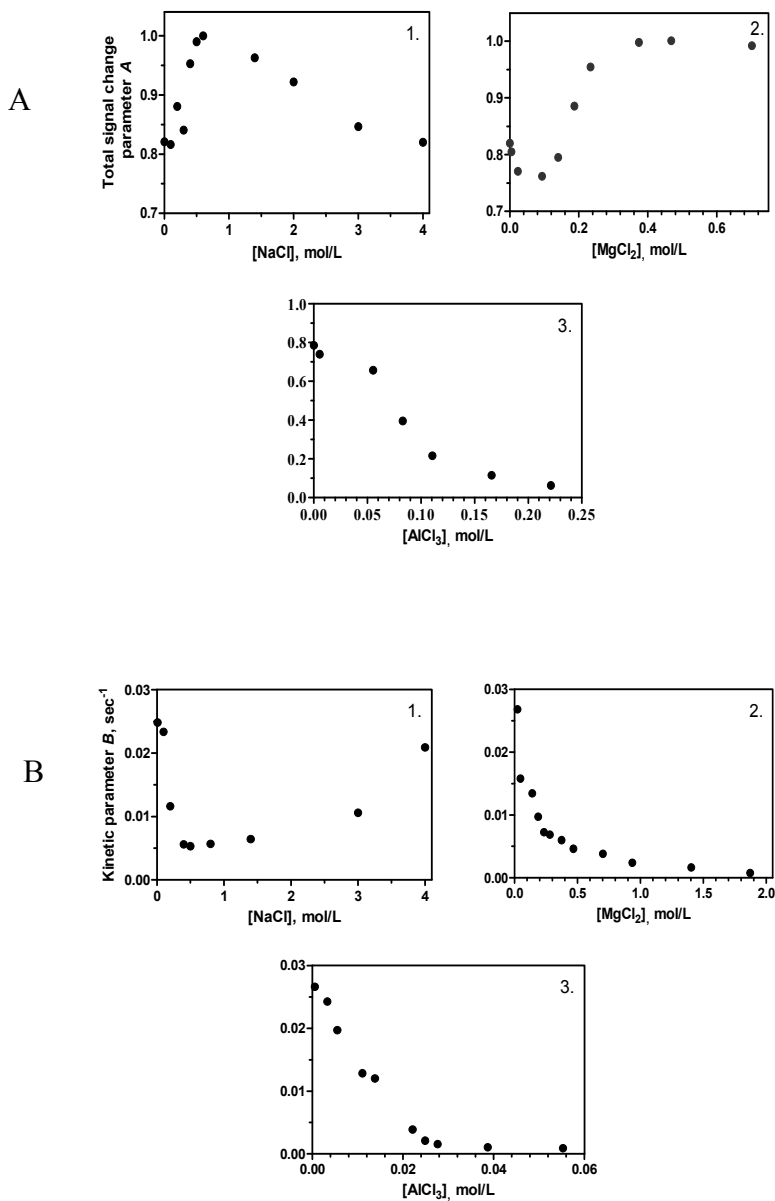 A
Total signal change
parameter A
1.
1.0
0.9
0.8
0.7
0 1 2 3 4
[NaCl], mol/L
2.
1.0
0.9
0.8
0.7
0.0 0.2 0.4 0.6
[MgCl₂], mol/L
3.
1.0
0.8
0.6
0.4
0.2
0.0
0.00 0.05 0.10 0.15 0.20 0.25
[AlCl₃], mol/L
B
Kinetic parameter B, sec⁻¹
1.
0.03
0.02
0.01
0.00
0 1 2 3 4
[NaCl], mol/L
2.
0.03
0.02
0.01
0.00
0.0 0.5 1.0 1.5 2.0
[MgCl₂], mol/L
3.
0.03
0.02
0.01
0.00
0.00 0.02 0.04 0.06
[AlCl₃], mol/L